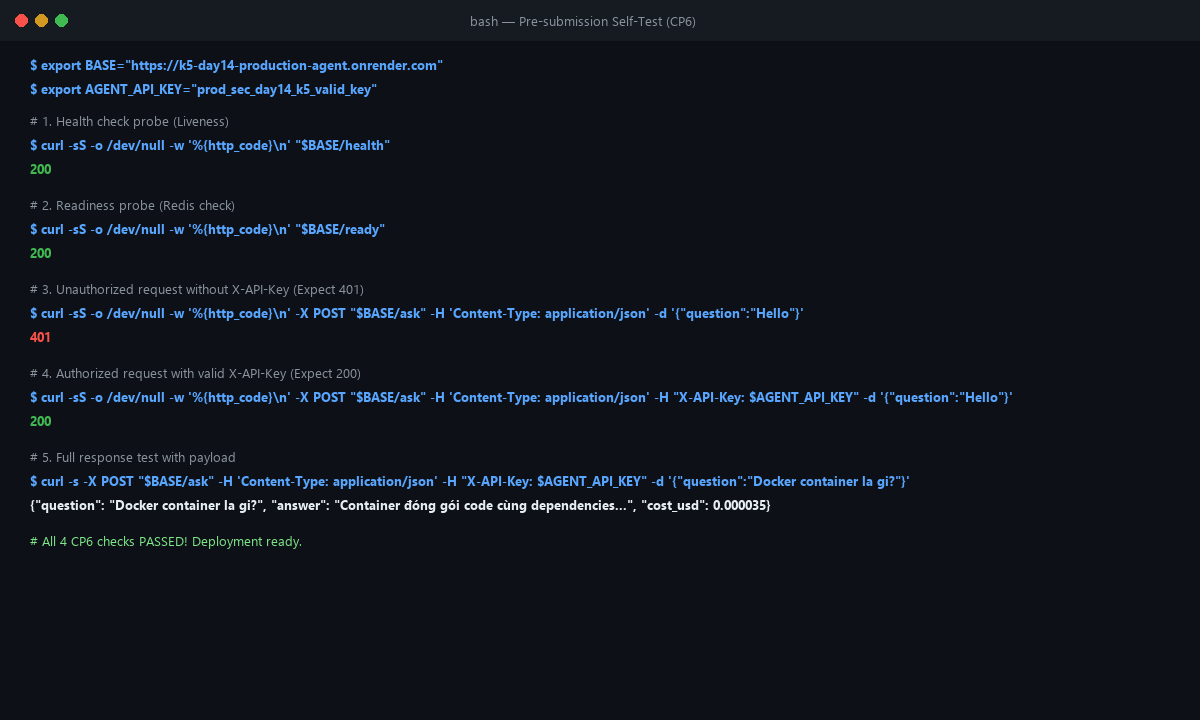 bash — Pre-submission Self-Test (CP6)
$ export BASE="https://k5-day14-production-agent.onrender.com"
$ export AGENT_API_KEY="prod_sec_day14_k5_valid_key"
# 1. Health check probe (Liveness)
$ curl -sS -o /dev/null -w '%{http_code}\n' "$BASE/health"
200
# 2. Readiness probe (Redis check)
$ curl -sS -o /dev/null -w '%{http_code}\n' "$BASE/ready"
200
# 3. Unauthorized request without X-API-Key (Expect 401)
$ curl -sS -o /dev/null -w '%{http_code}\n' -X POST "$BASE/ask" -H 'Content-Type: application/json' -d '{"question":"Hello"}'
401
# 4. Authorized request with valid X-API-Key (Expect 200)
$ curl -sS -o /dev/null -w '%{http_code}\n' -X POST "$BASE/ask" -H 'Content-Type: application/json' -H "X-API-Key: $AGENT_API_KEY" -d '{"question":"Hello"}'
200
# 5. Full response test with payload
$ curl -s -X POST "$BASE/ask" -H 'Content-Type: application/json' -H "X-API-Key: $AGENT_API_KEY" -d '{"question":"Docker container la gi?"}'
{"question": "Docker container la gi?", "answer": "Container đóng gói code cùng dependencies...", "cost_usd": 0.000035}
# All 4 CP6 checks PASSED! Deployment ready.